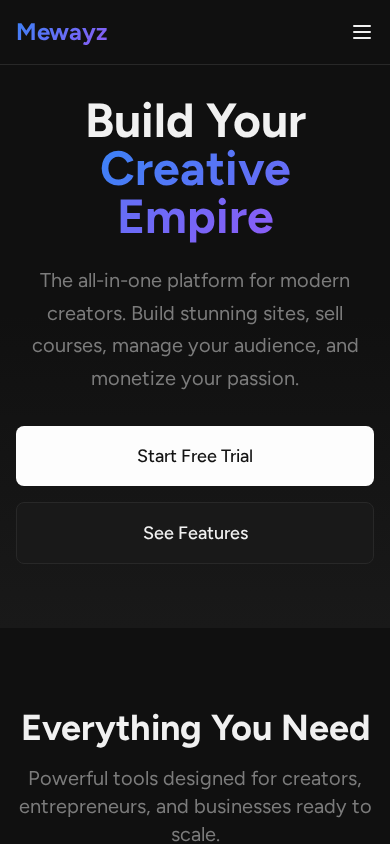 Mewayz
Build Your
Creative
Empire
The all-in-one platform for modern
creators. Build stunning sites, sell
courses, manage your audience, and
monetize your passion.
Start Free Trial
See Features
Everything You Need
Powerful tools designed for creators,
entrepreneurs, and businesses ready to
scale.